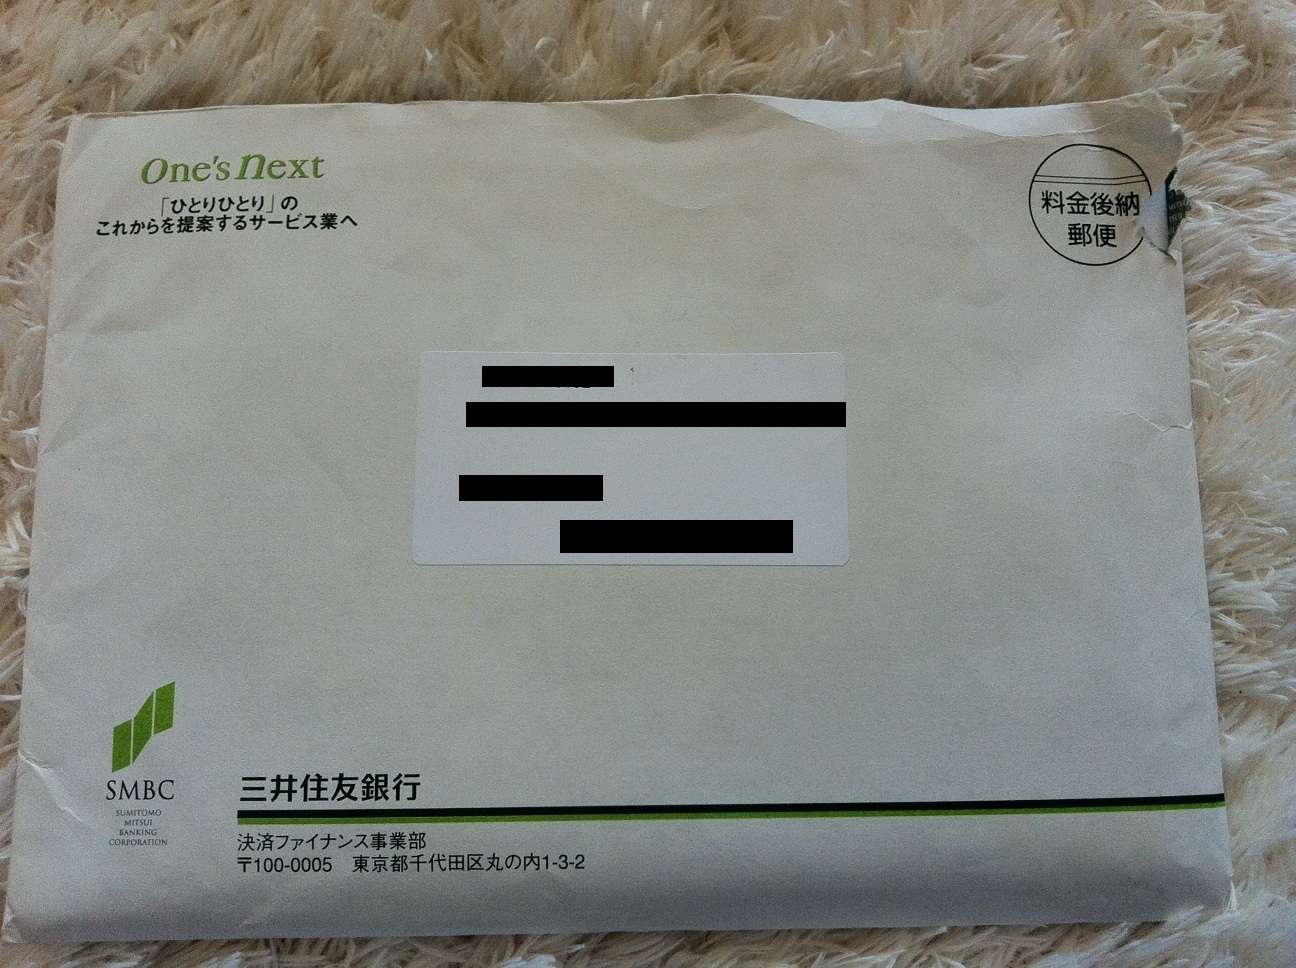 One's next
「ひとりひとり」の
これからを提案するサービス業へ
料金後納
郵便
SMBC
SUMITOMO
MITSUI
BANKING
CORPORATION
三井住友銀行
決済ファイナンス事業部
〒100-0005 東京都千代田区丸の内1-3-2